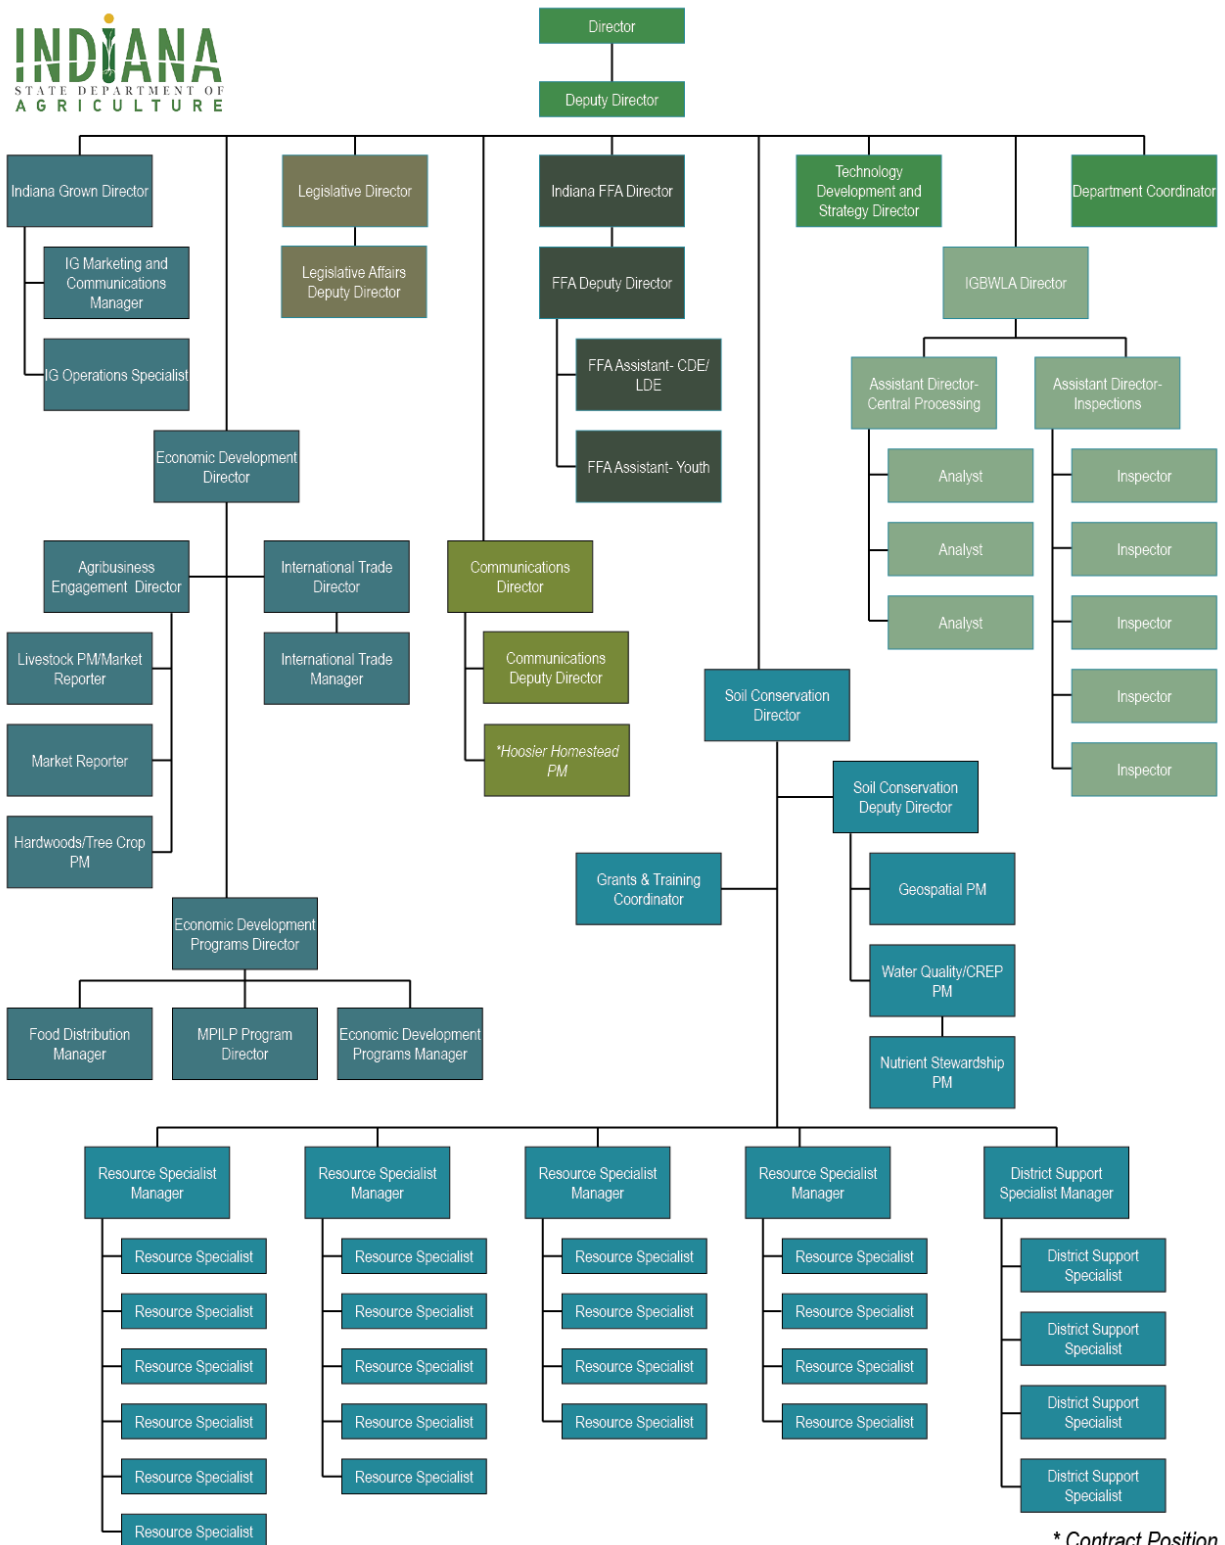 INDIANA
STATE DEPARTMENT OF
AGRICULTURE
Director
Deputy Director
Indiana Grown Director
Legislative Director
Indiana FFA Director
Technology
Development and
Strategy Director
Department Coordinator
IG Marketing and
Communications
Manager
Legislative Affairs
Deputy Director
FFA Deputy Director
IGBWLA Director
IG Operations Specialist
FFA Assistant- CDE/
LDE
Assistant Director-
Central Processing
Assistant Director-
Inspections
Economic Development
Director
FFA Assistant- Youth
Analyst
Inspector
Analyst
Inspector
Agribusiness
Engagement Director
International Trade
Director
Communications
Director
Analyst
Inspector
Livestock PM/Market
Reporter
International Trade
Manager
Communications
Deputy Director
Soil Conservation
Director
Inspector
Market Reporter
*Hoosier Homestead
PM
Inspector
Soil Conservation
Deputy Director
Hardwoods/Tree Crop
PM
Grants & Training
Coordinator
Geospatial PM
Economic Development
Programs Director
Water Quality/CREP
PM
Food Distribution
Manager
MPILP Program
Director
Economic Development
Programs Manager
Nutrient Stewardship
PM
Resource Specialist
Manager
Resource Specialist
Manager
Resource Specialist
Manager
Resource Specialist
Manager
District Support
Specialist Manager
Resource Specialist
Resource Specialist
Resource Specialist
Resource Specialist
District Support
Specialist
Resource Specialist
Resource Specialist
Resource Specialist
Resource Specialist
District Support
Specialist
Resource Specialist
Resource Specialist
Resource Specialist
Resource Specialist
District Support
Specialist
Resource Specialist
Resource Specialist
Resource Specialist
Resource Specialist
District Support
Specialist
Resource Specialist
Resource Specialist
Resource Specialist
* Contract Position